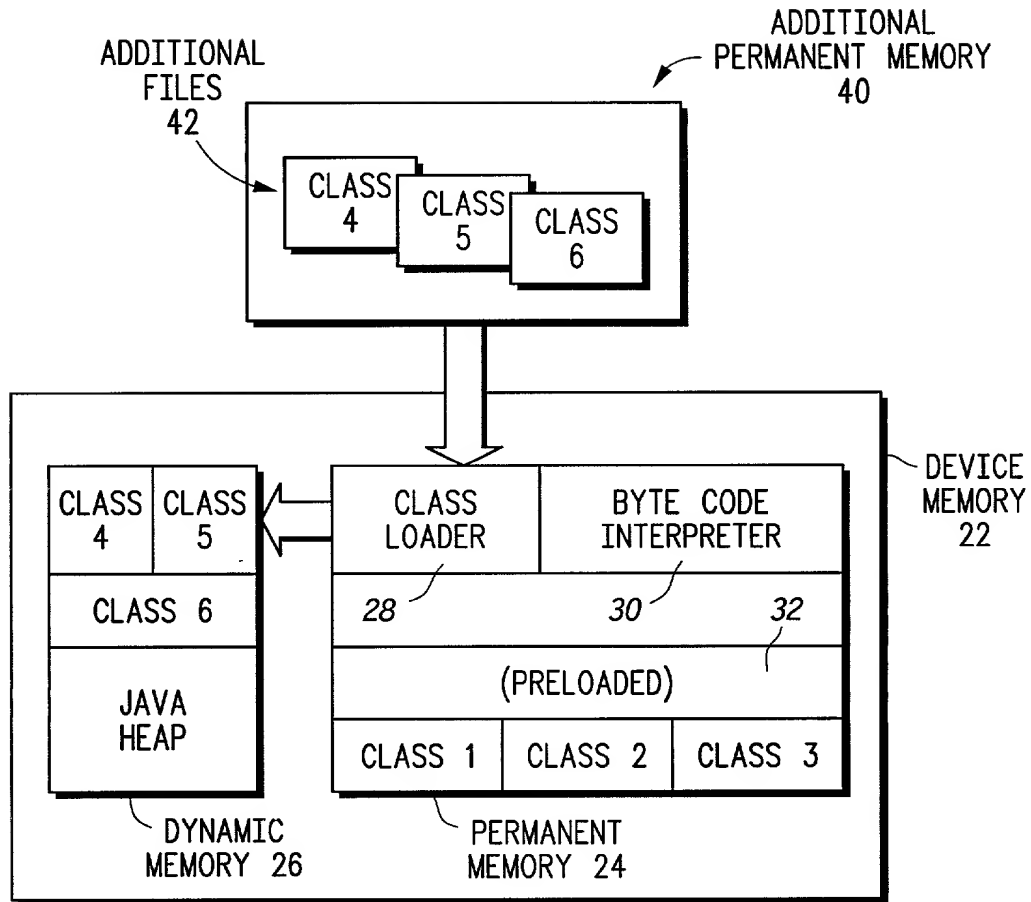 ADDITIONAL
PERMANENT MEMORY
40
ADDITIONAL
FILES
42
CLASS
4
CLASS
5
CLASS
6
DEVICE
MEMORY
22
CLASS
4
CLASS
5
CLASS 6
JAVA
HEAP
CLASS
LOADER
BYTE CODE
INTERPRETER
28
30
32
(PRELOADED)
CLASS 1
CLASS 2
CLASS 3
DYNAMIC
MEMORY 26
PERMANENT
MEMORY 24